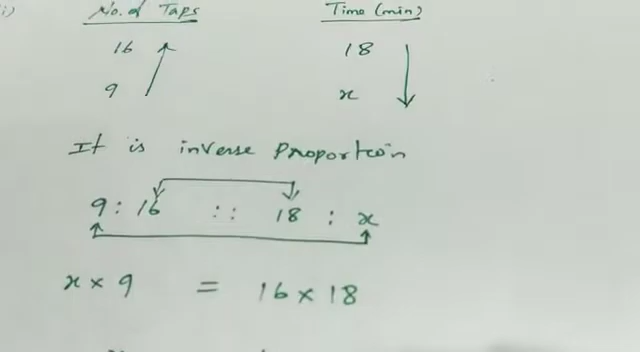 i) No. of Taps Time (min)
16 18
9 x
It is inverse proportion
9 : 16 :: 18 : x
x × 9 = 16 × 18